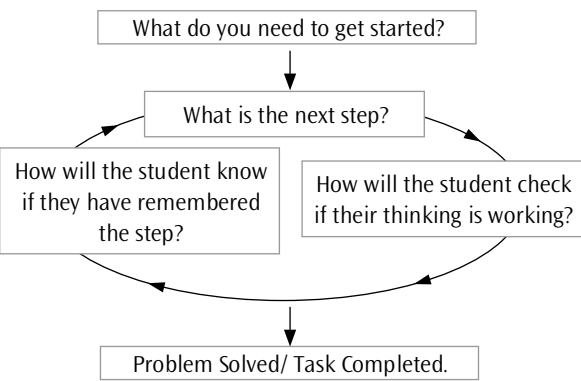 What do you need to get started?
What is the next step?
How will the student know
if they have remembered
the step?
How will the student check
if their thinking is working?
Problem Solved/ Task Completed.